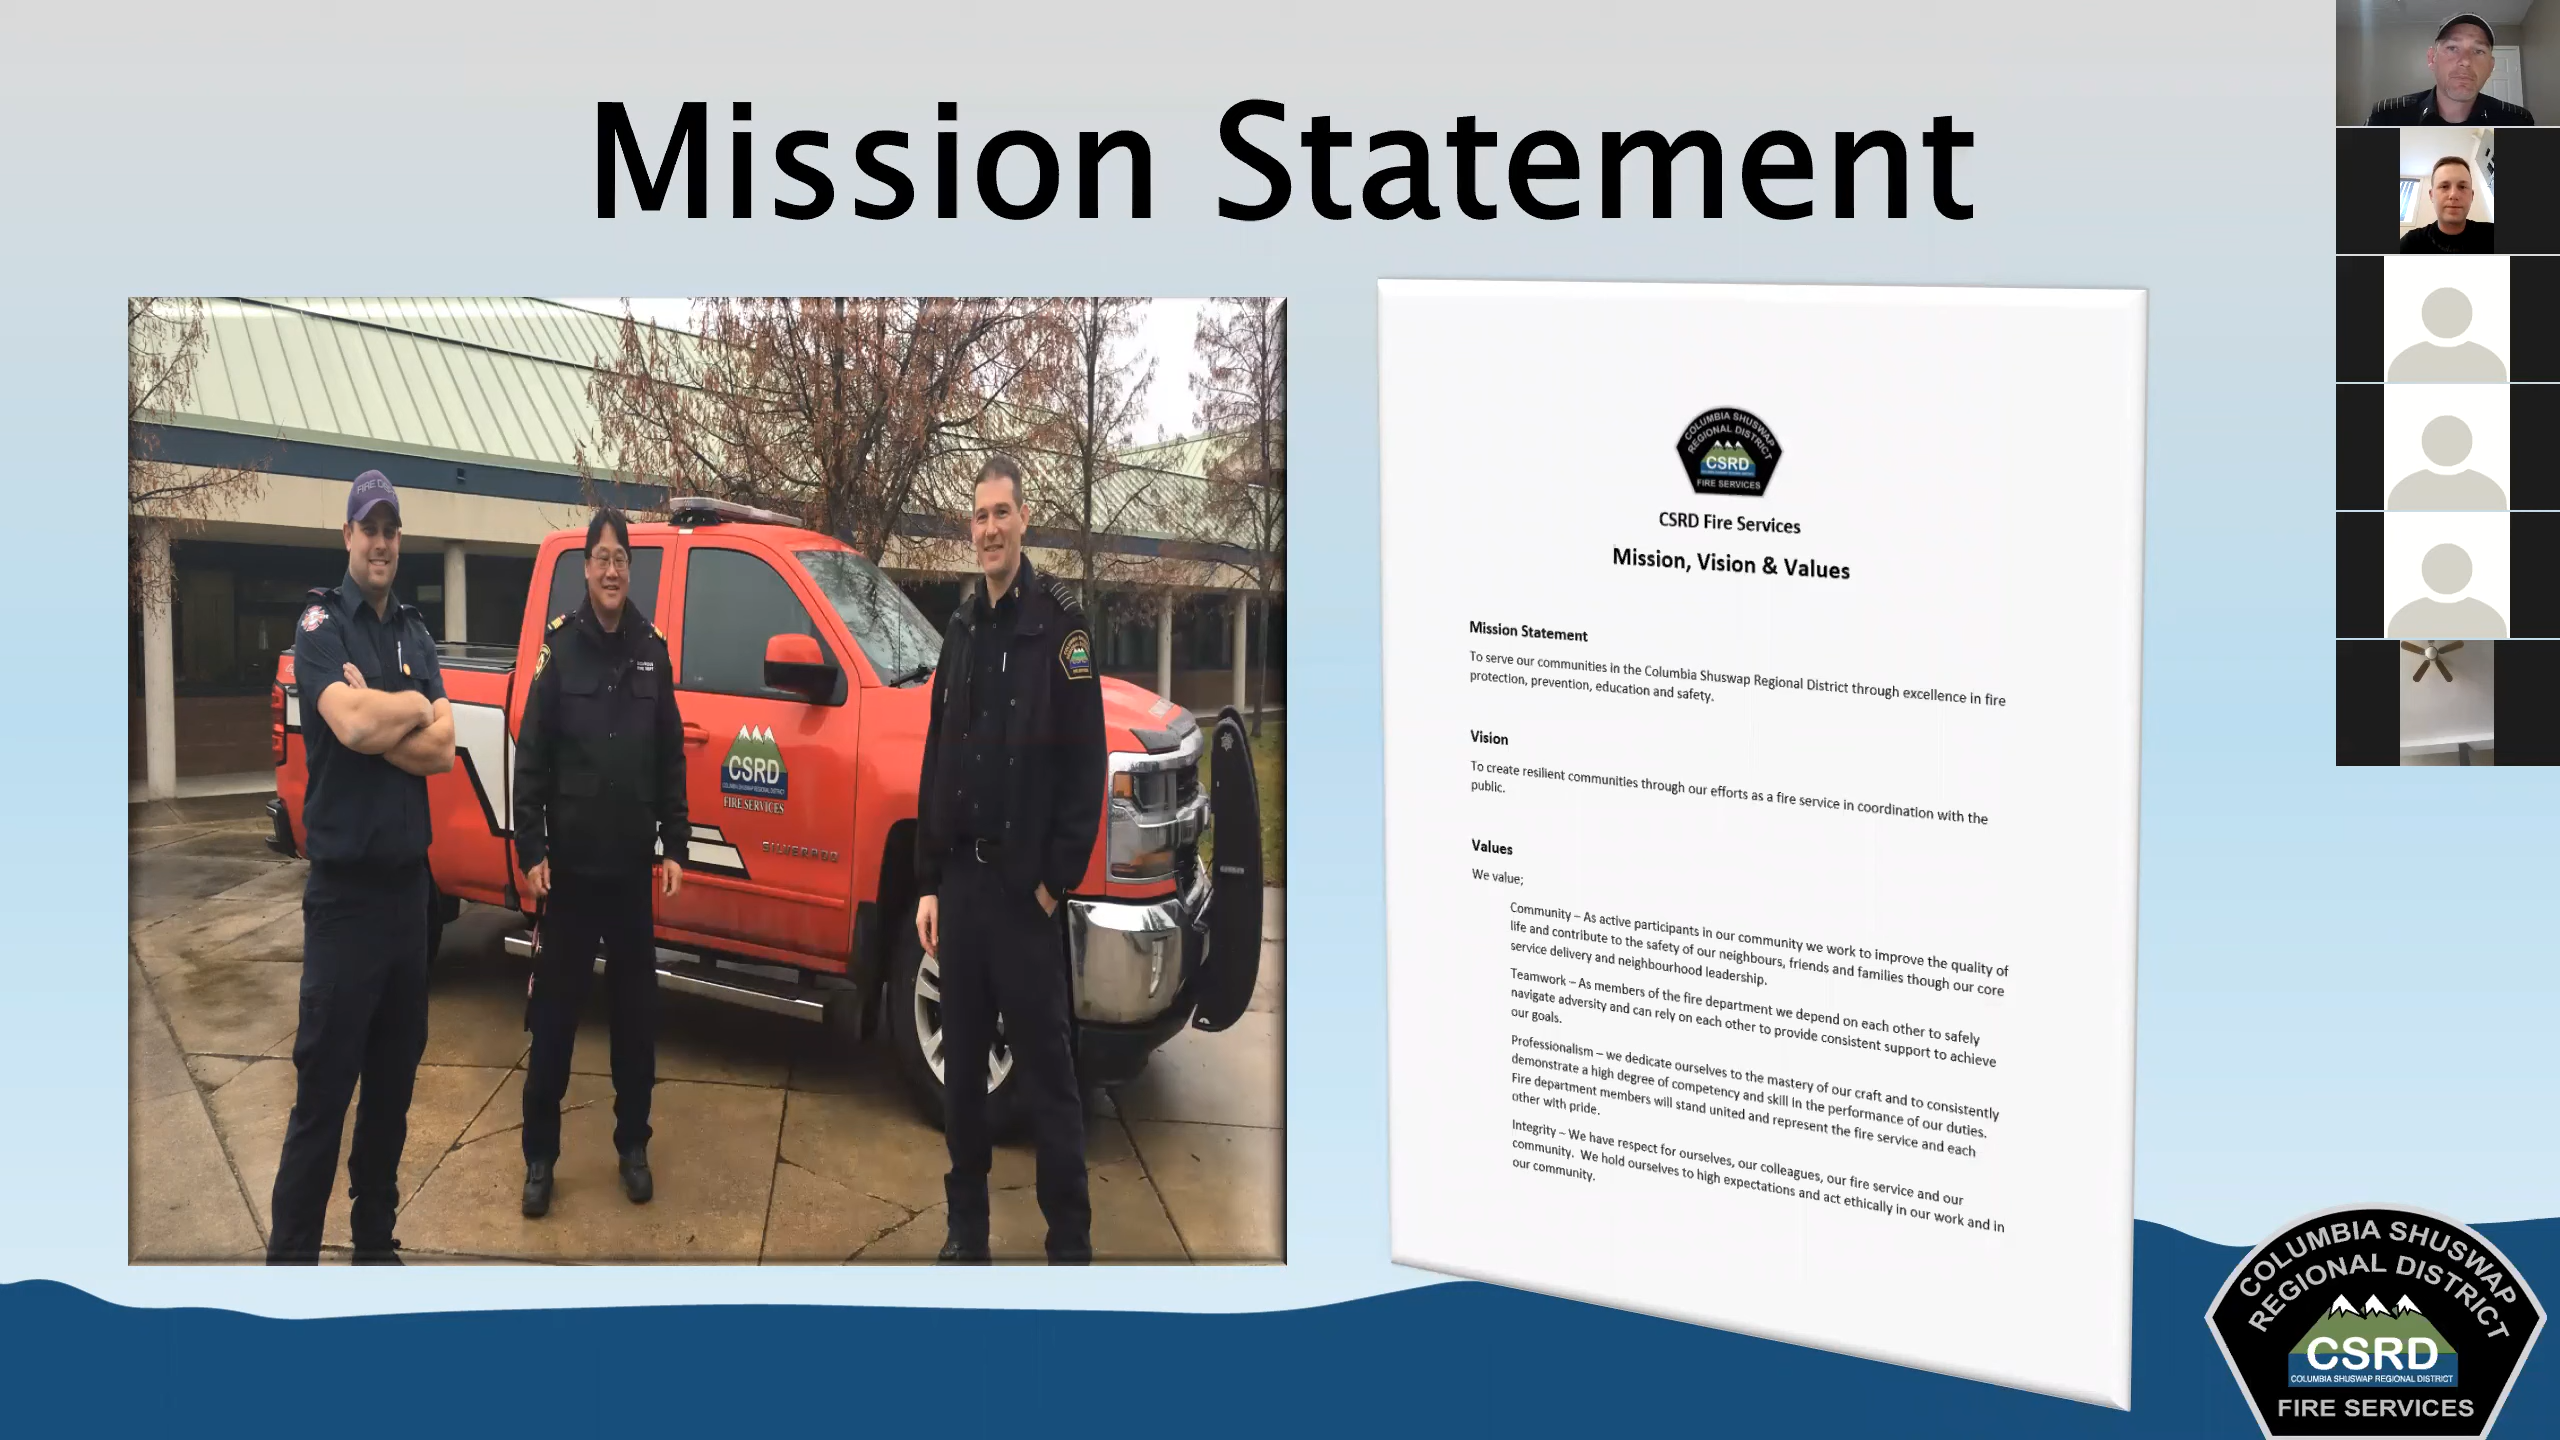 Mission Statement
FIRE
CSRD
FIRE SERVICES
SILVERADO
COLUMBIA SHUSWAP
REGIONAL DISTRICT
CSRD
FIRE SERVICES
CSRD Fire Services
Mission, Vision & Values
Mission Statement
To serve our communities in the Columbia Shuswap Regional District through excellence in fire
protection, prevention, education and safety.
Vision
To create resilient communities through our efforts as a fire service in coordination with the
public.
Values
We value;
Community – As active participants in our community we work to improve the quality of
life and contribute to the safety of our neighbours, friends and families though our core
service delivery and neighbourhood leadership.
Teamwork – As members of the fire department we depend on each other to safely
navigate adversity and can rely on each other to provide consistent support to achieve
our goals.
Professionalism – we dedicate ourselves to the mastery of our craft and to consistently
demonstrate a high degree of competency and skill in the performance of our duties.
Fire department members will stand united and represent the fire service and each
other with pride.
Integrity – We have respect for ourselves, our colleagues, our fire service and our
community. We hold ourselves to high expectations and act ethically in our work and in
our community.
COLUMBIA SHUSWAP
REGIONAL DISTRICT
CSRD
COLUMBIA SHUSWAP REGIONAL DISTRICT
FIRE SERVICES